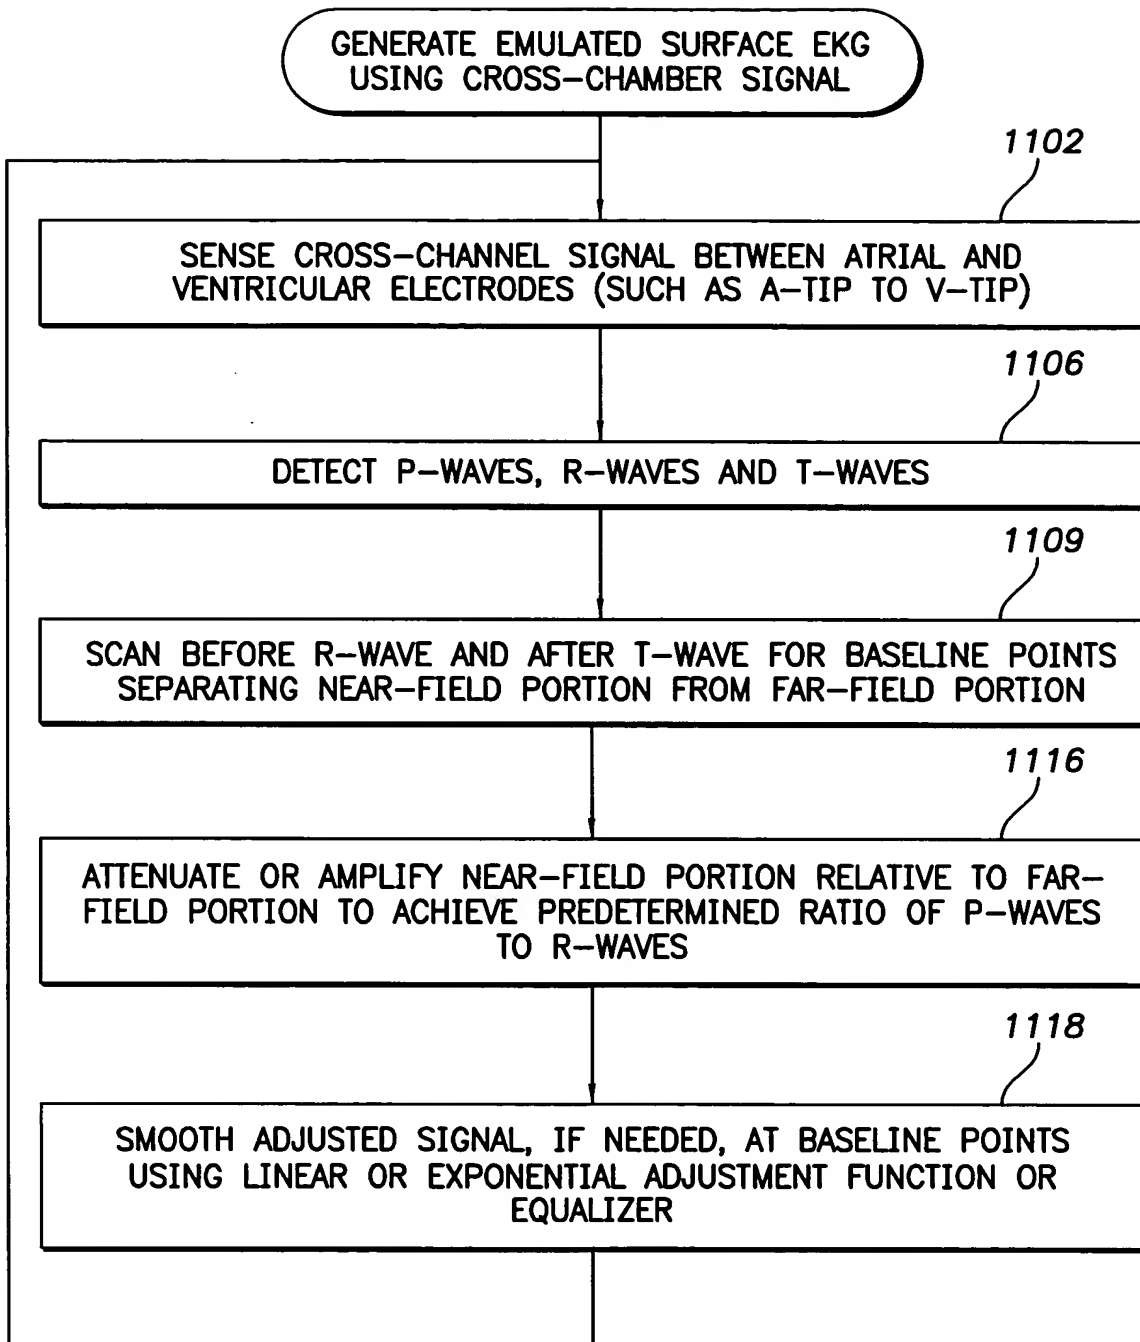 GENERATE EMULATED SURFACE EKG
USING CROSS-CHAMBER SIGNAL
1102
SENSE CROSS-CHANNEL SIGNAL BETWEEN ATRIAL AND
VENTRICULAR ELECTRODES (SUCH AS A-TIP TO V-TIP)
1106
DETECT P-WAVES, R-WAVES AND T-WAVES
1109
SCAN BEFORE R-WAVE AND AFTER T-WAVE FOR BASELINE POINTS
SEPARATING NEAR-FIELD PORTION FROM FAR-FIELD PORTION
1116
ATTENUATE OR AMPLIFY NEAR-FIELD PORTION RELATIVE TO FAR-
FIELD PORTION TO ACHIEVE PREDETERMINED RATIO OF P-WAVES
TO R-WAVES
1118
SMOOTH ADJUSTED SIGNAL, IF NEEDED, AT BASELINE POINTS
USING LINEAR OR EXPONENTIAL ADJUSTMENT FUNCTION OR
EQUALIZER